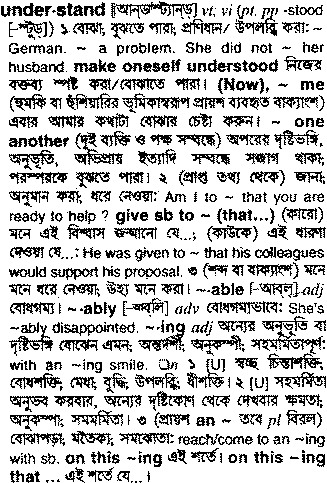 under·stand [আন্ডাস্ট্যান্ড্] vt, vi (pt, pp -stood
[-স্টুড্]) ১ বোঝা; বুঝতে পারা; প্রণিধান/ উপলব্ধি করা: ~
German. ~ a problem. She did not ~ her
husband. make oneself understood নিজের
বক্তব্য স্পষ্ট করা/বোঝাতে পারা। (Now), ~ me
(হুমকি বা হুঁশিয়ারির ভূমিকাস্বরূপ প্রায়শ ব্যবহৃত বাক্যাংশ)
এবার আমার কথাটা বোঝার চেষ্টা করুন। ~ one
another (দুই ব্যক্তি ও পক্ষ সম্বন্ধে) অপরের দৃষ্টিভঙ্গি,
অনুভূতি, অভিপ্রায় ইত্যাদি সম্বন্ধে সজাগ থাকা;
পরস্পরকে বুঝতে পারা। ২ (প্রাপ্ত তথ্য থেকে) জানা;
অনুমান করা; ধরে নেওয়া: Am I to ~ that you are
ready to help ? give sb to ~ (that...) (কারো)
মনে এই বিশ্বাস জন্মানো যে...; (কাউকে) এই ধারণা
দেওয়া যে...: He was given to ~ that his colleagues
would support his proposal. ৩ (শব্দ বা বাক্যাংশ) মনে
মনে ধরে নেওয়া; উহ্য মনে করা। ~·able [-আব্‌ল্] adj
বোধগম্য। ~·ably [-আব্‌লি] adv বোধগম্যভাবে: She's
~ably disappointed. ~·ing adj অন্যের অনুভূতি বা
দৃষ্টিভঙ্গি বোঝেন এমন; অন্তর্দর্শী; অনুকম্পী; সমমর্মিতাপূর্ণ:
with an ~ing smile. □n ১ [U] স্বচ্ছ চিন্তাশক্তি;
বোধশক্তি; মেধা; বুদ্ধি; উপলব্ধি; ধীশক্তি। ২ [U] সহমর্মিতা
অনুভব করবার, অন্যের দৃষ্টিকোণ থেকে দেখবার ক্ষমতা;
অনুকম্পা; সমমর্মিতা। ৩ (প্রায়শ an ~ তবে pl বিরল)
বোঝাপড়া; মতৈক্য; সমঝোতা: reach/come to an ~ing
with sb. on this ~ing এই শর্তে। on this ~ing
that ... এই শর্তে যে...।